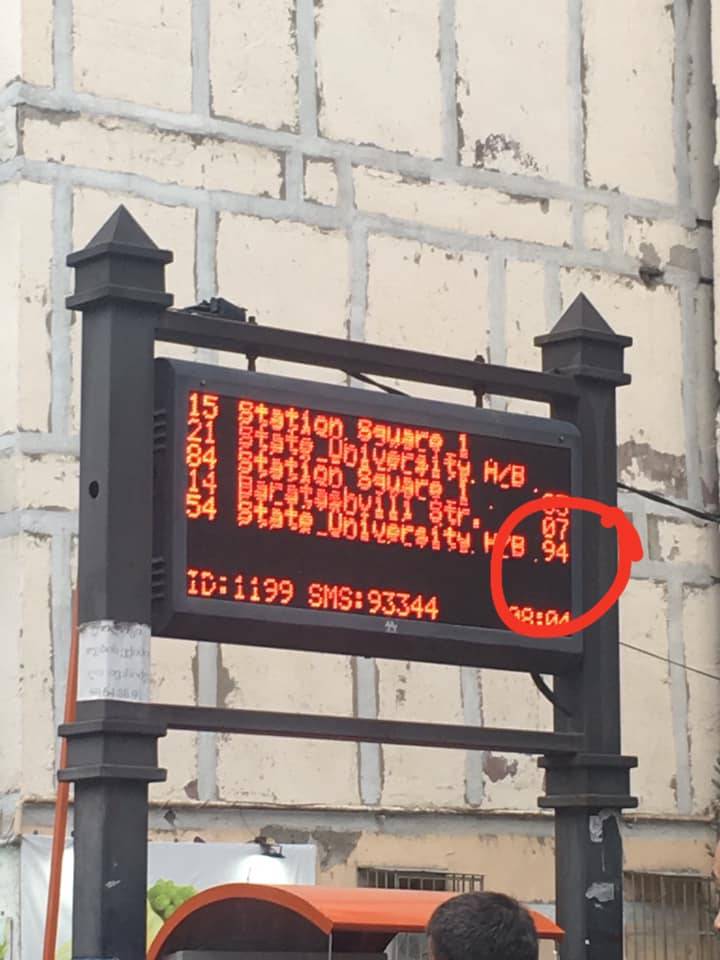 15 Station Square 1
21 State University H/B .
84 Station Square 1
14 Baratashvili Str. 07
54 State University H/B . 94
ID:1199 SMS:93344 08:04